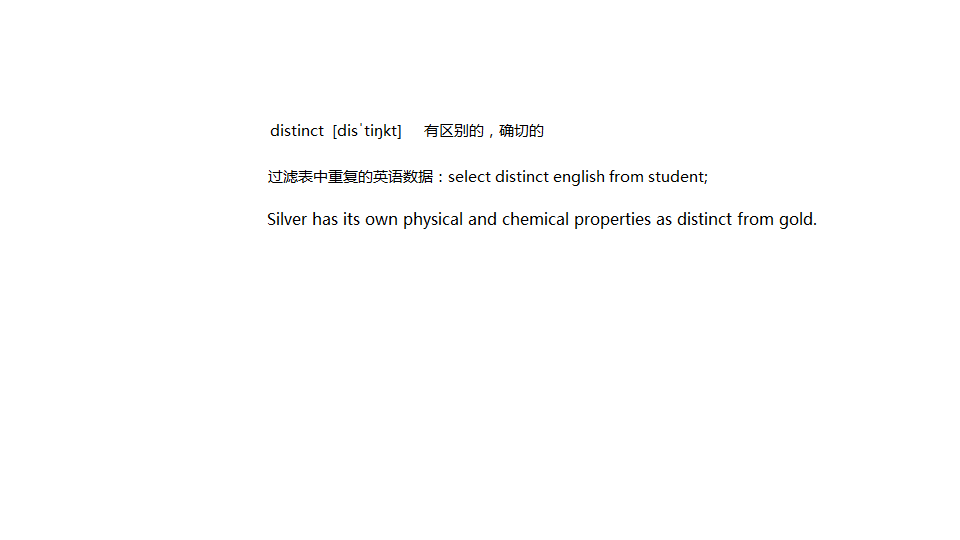 distinct [disˈtiŋkt] 有区别的，确切的
过滤表中重复的英语数据：select distinct english from student;
Silver has its own physical and chemical properties as distinct from gold.